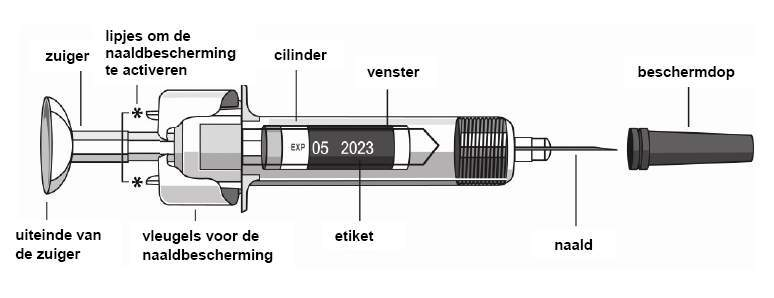 lipjes om de
naaldbescherming
te activeren
zuiger
cilinder
venster
beschermdop
*
EXP 05 2023
*
uiteinde van
de zuiger
vleugels voor de
naaldbescherming
etiket
naald